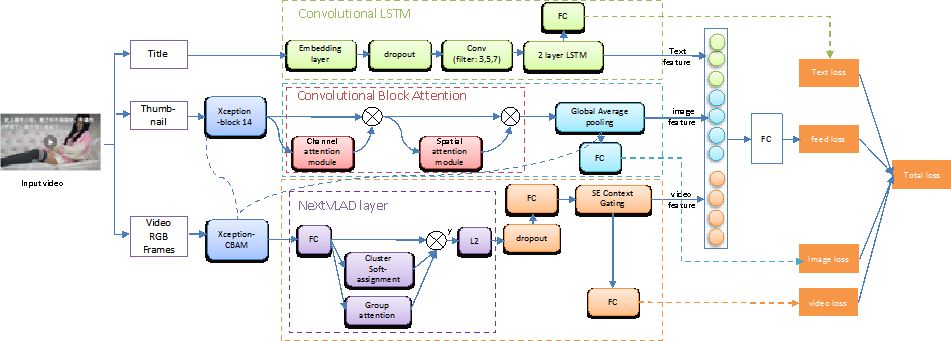 Convolutional LSTM
FC
Title
Embedding
layer
dropout
Conv
(filter: 3,5,7)
2 layer LSTM
Text
feature
Text loss
Thumb-
nail
Xception
-block 14
Convolutional Block Attention
Channel
attention
module
Spatial
attention
module
Global Average
pooling
FC
image
feature
FC
feed loss
Total loss
Input video
Video
RGB
Frames
Xception-
CBAM
NextVLAD layer
FC
Cluster
Soft-
assignment
Group
attention
y
L2
FC
dropout
SE Context
Gating
FC
video
feature
Image loss
video loss